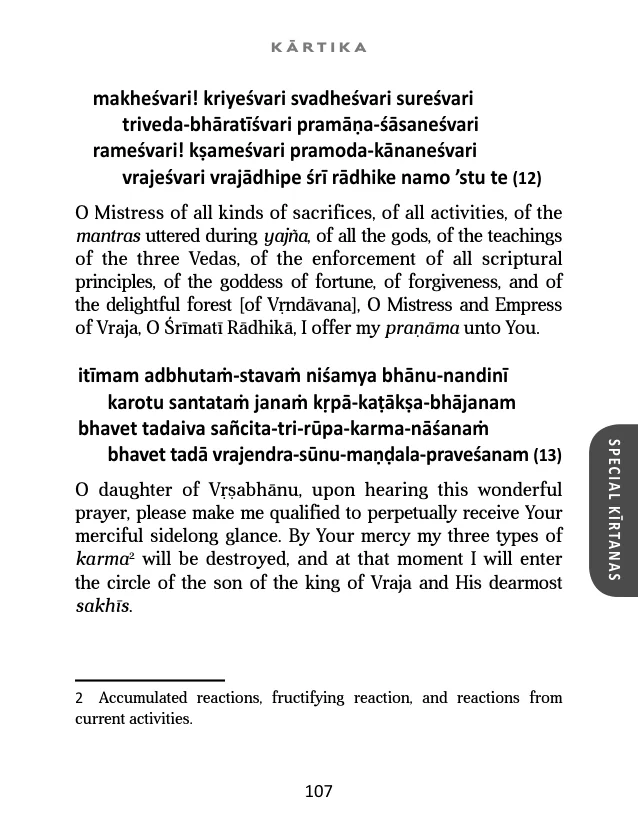 KĀRTIKA
makheśvari! kriyeśvari svadheśvari sureśvari
triveda-bhāratīśvari pramāṇa-śāsaneśvari
rameśvari! kṣameśvari pramoda-kānaneśvari
vrajeśvari vrajādhipe śrī rādhike namo ’stu te (12)
O Mistress of all kinds of sacrifices, of all activities, of the
mantras uttered during yajña, of all the gods, of the teachings
of the three Vedas, of the enforcement of all scriptural
principles, of the goddess of fortune, of forgiveness, and of
the delightful forest [of Vṛndāvana], O Mistress and Empress
of Vraja, O Śrīmatī Rādhikā, I offer my praṇāma unto You.
itīmam adbhutaṁ-stavaṁ niśamya bhānu-nandinī
karotu santataṁ janaṁ kṛpā-kaṭākṣa-bhājanam
bhavet tadaiva sañcita-tri-rūpa-karma-nāśanaṁ
bhavet tadā vrajendra-sūnu-maṇḍala-praveśanam (13)
O daughter of Vṛṣabhānu, upon hearing this wonderful
prayer, please make me qualified to perpetually receive Your
merciful sidelong glance. By Your mercy my three types of
karma² will be destroyed, and at that moment I will enter
the circle of the son of the king of Vraja and His dearmost
sakhīs.
SPECIAL KĪRTANAS
2 Accumulated reactions, fructifying reaction, and reactions from
current activities.
107